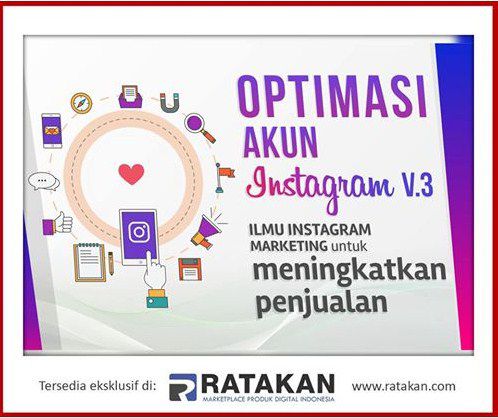 OPTIMASI
AKUN
Instagram V.3
ILMU INSTAGRAM
MARKETING untuk
meningkatkan
penjualan
Tersedia eksklusif di:
RATAKAN
MARKETPLACE PRODUK DIGITAL INDONESIA
www.ratakan.com